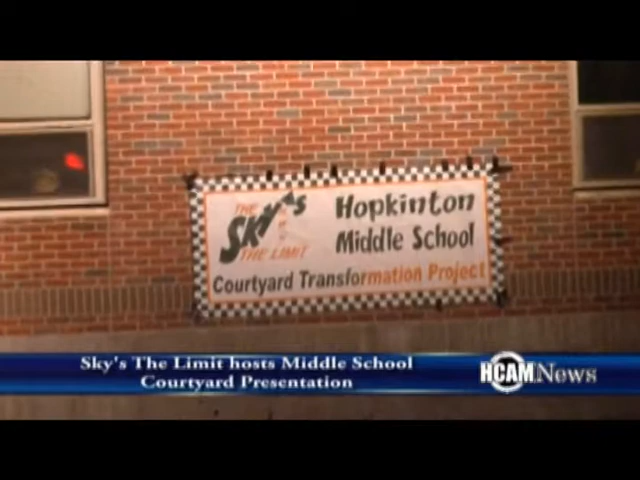 THE
SKY'S
THE LIMIT
Hopkinton
Middle School
Courtyard Transformation Project
Sky's The Limit hosts Middle School
Courtyard Presentation
HCAM News